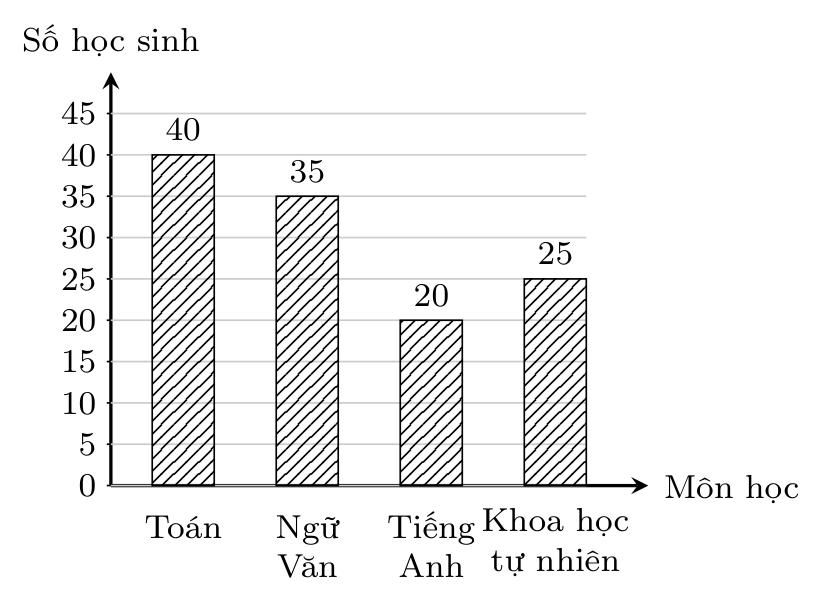 Số học sinh
45
40
40
35
35
30
25
25
20
20
15
10
5
0
Môn học
Toán
Ngữ
Văn
Tiếng
Anh
Khoa học
tự nhiên